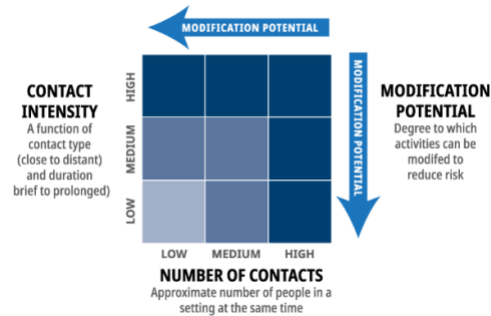 MODIFICATION POTENTIAL
CONTACT
INTENSITY
A function of
contact type
(close to distant)
and duration
brief to prolonged)
HIGH
MEDIUM
LOW
MODIFICATION POTENTIAL
MODIFICATION
POTENTIAL
Degree to which
activities can be
modifed to
reduce risk
LOW MEDIUM HIGH
NUMBER OF CONTACTS
Approximate number of people in a
setting at the same time